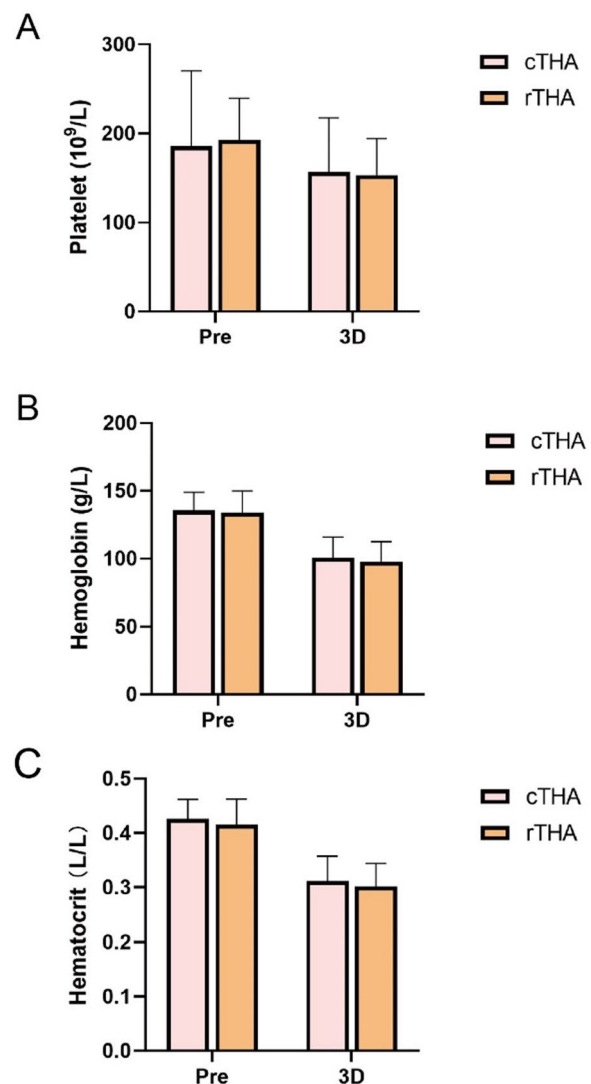 A
300
200
100
0
Platelet (10⁹/L)
Pre 3D
cTHA
rTHA
B
200
150
100
50
0
Hemoglobin (g/L)
Pre 3D
cTHA
rTHA
C
0.5
0.4
0.3
0.2
0.1
0.0
Hematocrit（L/L）
Pre 3D
cTHA
rTHA